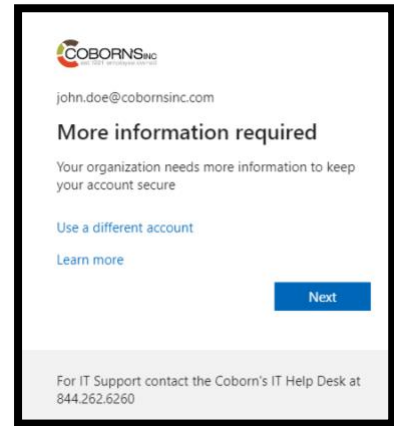 COBORNSINC
john.doe@cobornsinc.com
More information required
Your organization needs more information to keep
your account secure
Use a different account
Learn more
Next
For IT Support contact the Coborn's IT Help Desk at
844.262.6260